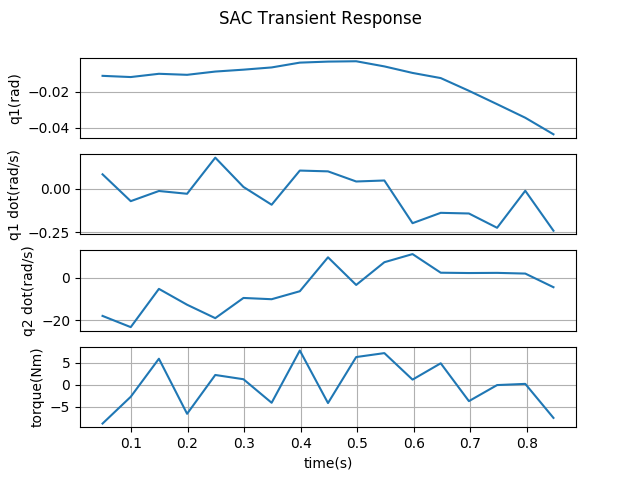 SAC Transient Response
q1(rad)
−0.02
−0.04
q1 dot(rad/s)
0.00
−0.25
q2 dot(rad/s)
0
−20
torque(Nm)
5
0
−5
0.1 0.2 0.3 0.4 0.5 0.6 0.7 0.8
time(s)